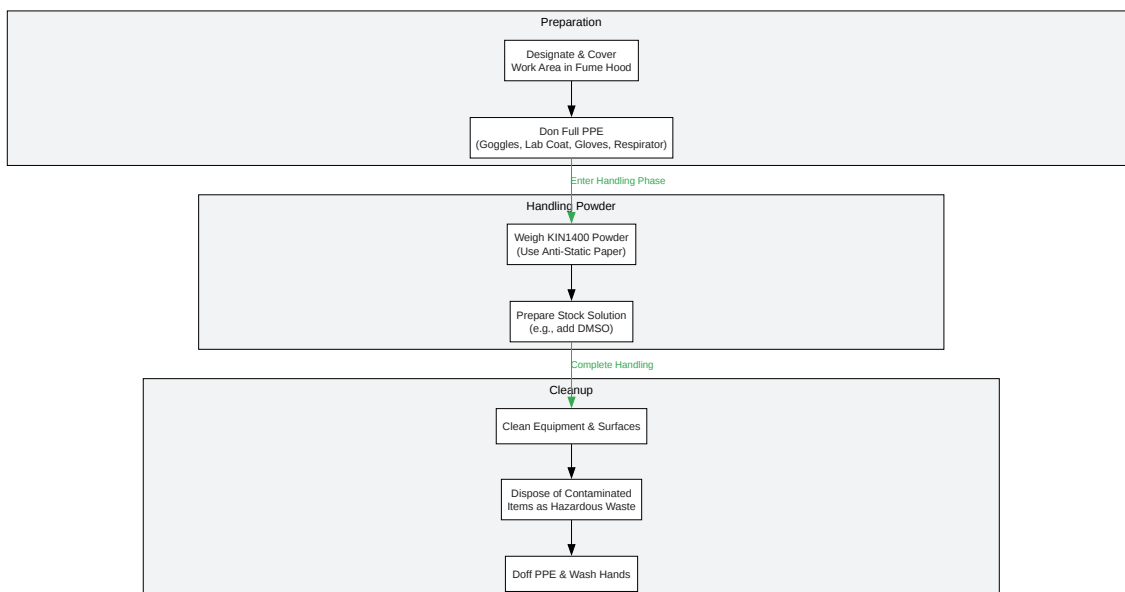 Preparation
Designate & Cover
Work Area in Fume Hood
Don Full PPE
(Goggles, Lab Coat, Gloves, Respirator)
Enter Handling Phase
Handling Powder
Weigh KIN1400 Powder
(Use Anti-Static Paper)
Prepare Stock Solution
(e.g., add DMSO)
Complete Handling
Cleanup
Clean Equipment & Surfaces
Dispose of Contaminated
Items as Hazardous Waste
Doff PPE & Wash Hands